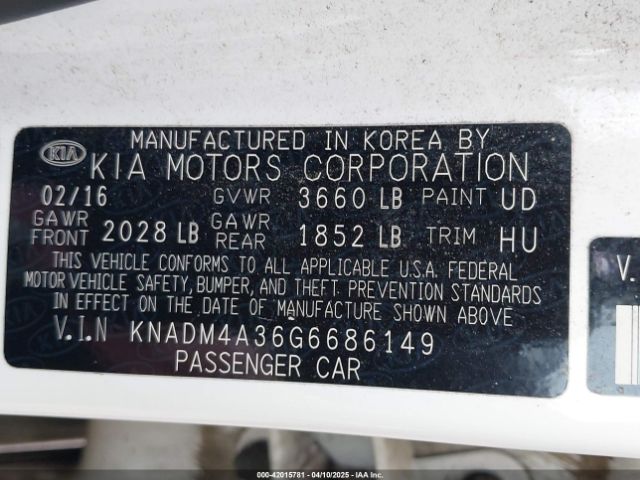 MANUFACTURED IN KOREA BY
KIA KIA MOTORS CORPORATION
02/16 GVWR 3660 LB PAINT UD
GAWR FRONT 2028 LB GAWR REAR 1852 LB TRIM HU
THIS VEHICLE CONFORMS TO ALL APPLICABLE U.S.A. FEDERAL
MOTOR VEHICLE SAFETY, BUMPER, AND THEFT PREVENTION STANDARDS
IN EFFECT ON THE DATE OF MANUFACTURE SHOWN ABOVE
V.I.N KNADM4A36G6686149
PASSENGER CAR
V.
000-42015781 - 04/10/2025 - IAA Inc.